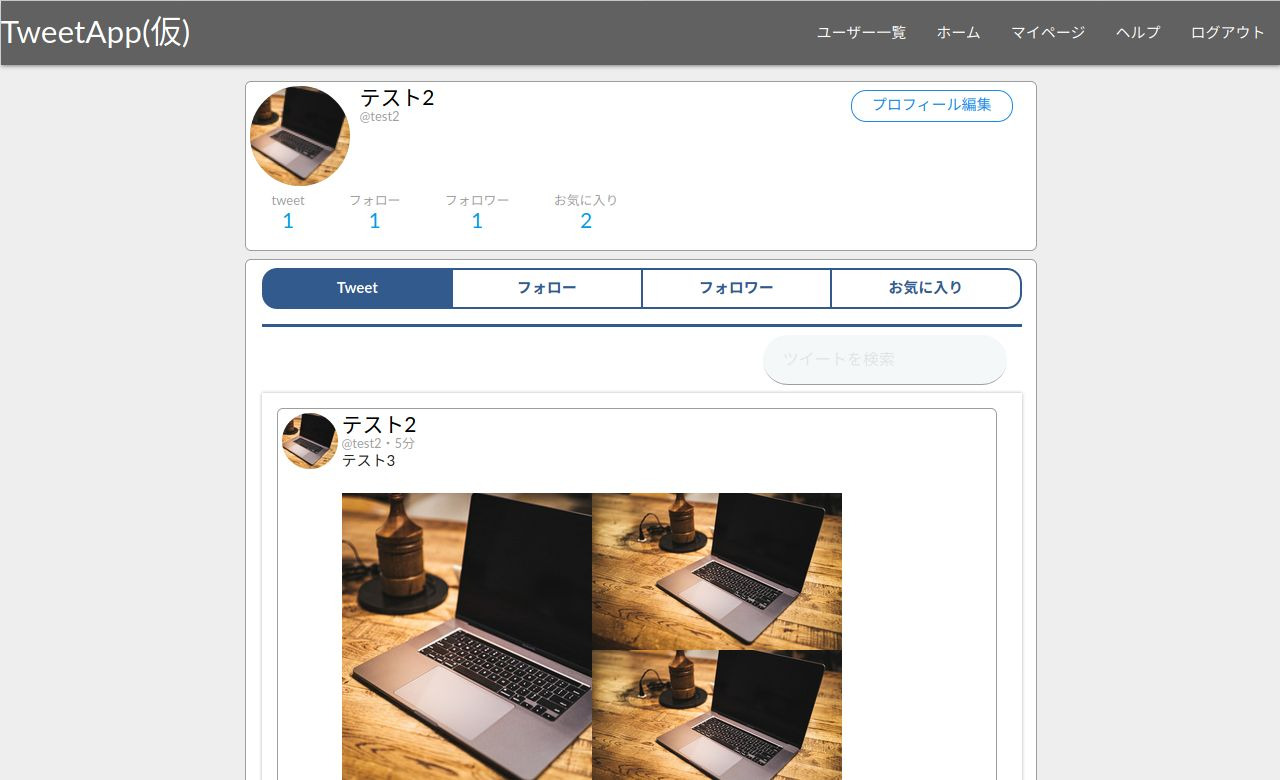 TweetApp(仮) ユーザー一覧 ホーム マイページ ヘルプ ログアウト
テスト2 プロフィール編集
@test2
tweet フォロー フォロワー お気に入り
1 1 1 2
Tweet フォロー フォロワー お気に入り
ツイートを検索
テスト2
@test2・5分
テスト3